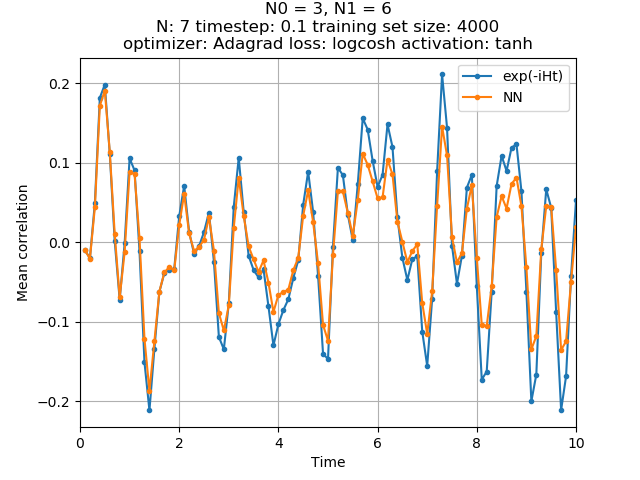 N0 = 3, N1 = 6
N: 7 timestep: 0.1 training set size: 4000
optimizer: Adagrad loss: logcosh activation: tanh
exp(-iHt)
NN
Mean correlation
0.2
0.1
0.0
−0.1
−0.2
0 2 4 6 8 10
Time